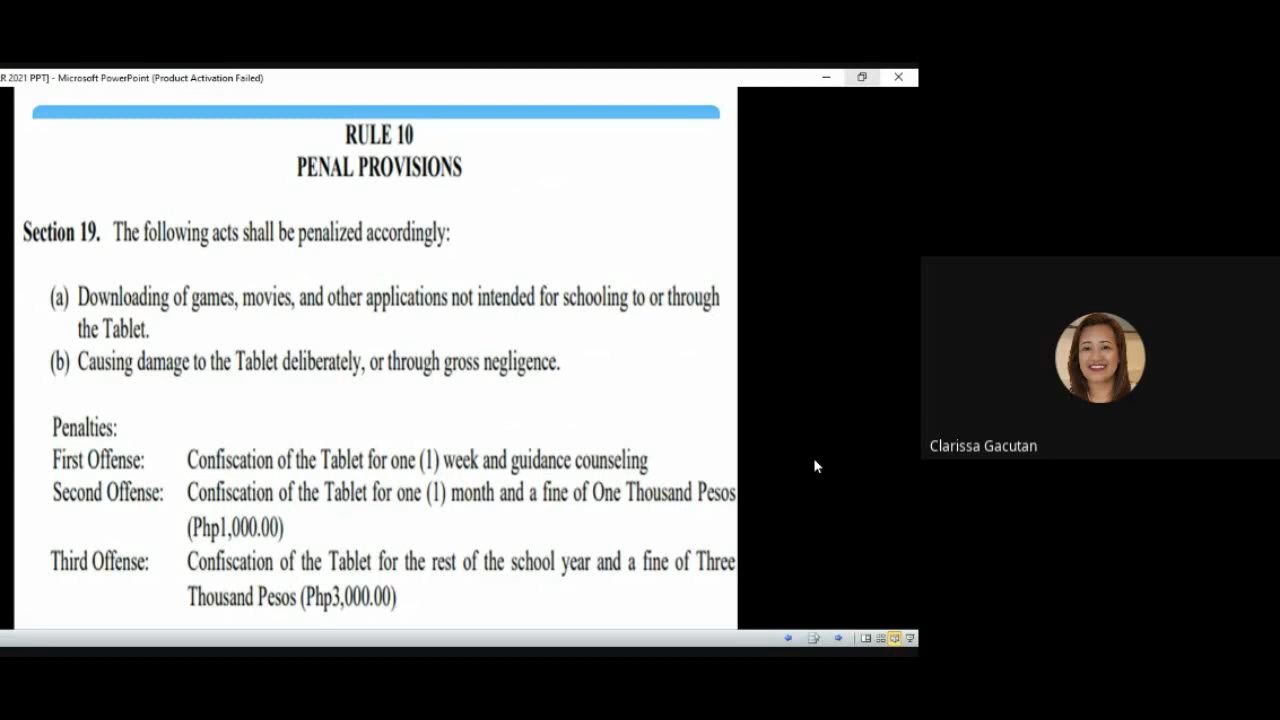 R 2021 PPT] - Microsoft PowerPoint (Product Activation Failed)
RULE 10
PENAL PROVISIONS
Section 19. The following acts shall be penalized accordingly:
(a) Downloading of games, movies, and other applications not intended for schooling to or through
the Tablet.
(b) Causing damage to the Tablet deliberately, or through gross negligence.
Penalties:
First Offense: Confiscation of the Tablet for one (1) week and guidance counseling
Second Offense: Confiscation of the Tablet for one (1) month and a fine of One Thousand Pesos
(Php1,000.00)
Third Offense: Confiscation of the Tablet for the rest of the school year and a fine of Three
Thousand Pesos (Php3,000.00)
Clarissa Gacutan